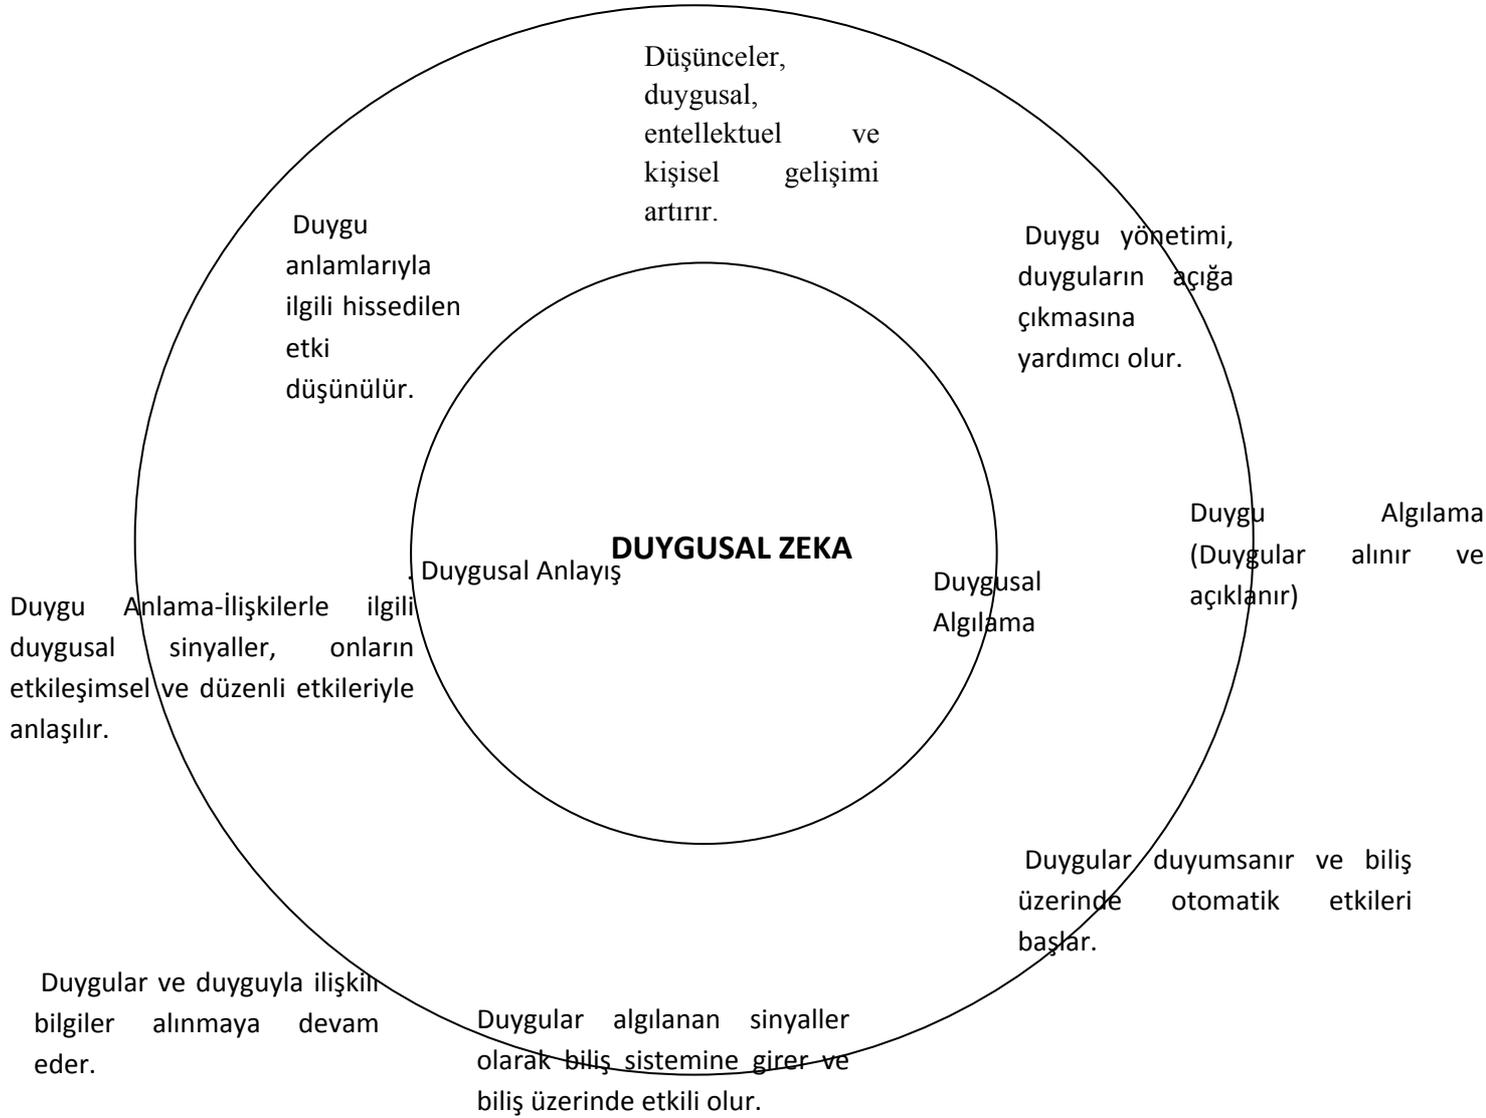 Düşünceler,
duygusal,
entellektuel ve
kişisel gelişimi
artırır.
Duygu
anlamlarıyla
ilgili hissedilen
etki
düşünülür.
Duygu yönetimi,
duyguların açığa
çıkmasına
yardımcı olur.
DUYGUSAL ZEKA
. Duygusal Anlayış
Duygusal
Algılama
Duygu Algılama
(Duygular alınır ve
açıklanır)
Duygu Anlama-İlişkilerle ilgili
duygusal sinyaller, onların
etkileşimsel ve düzenli etkileriyle
anlaşılır.
Duygular duyumsanır ve biliş
üzerinde otomatik etkileri
başlar.
Duygular ve duyguyla ilişkili
bilgiler alınmaya devam
eder.
Duygular algılanan sinyaller
olarak biliş sistemine girer ve
biliş üzerinde etkili olur.